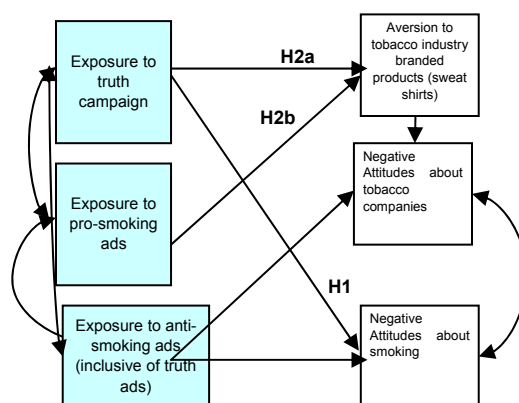 Exposure to
truth
campaign
H2a
Aversion to
tobacco industry
branded
products (sweat
shirts)
H2b
Negative
Attitudes about
tobacco
companies
Exposure to
pro-smoking
ads
H1
Exposure to anti-
smoking ads
(inclusive of truth
ads)
Negative
Attitudes about
smoking